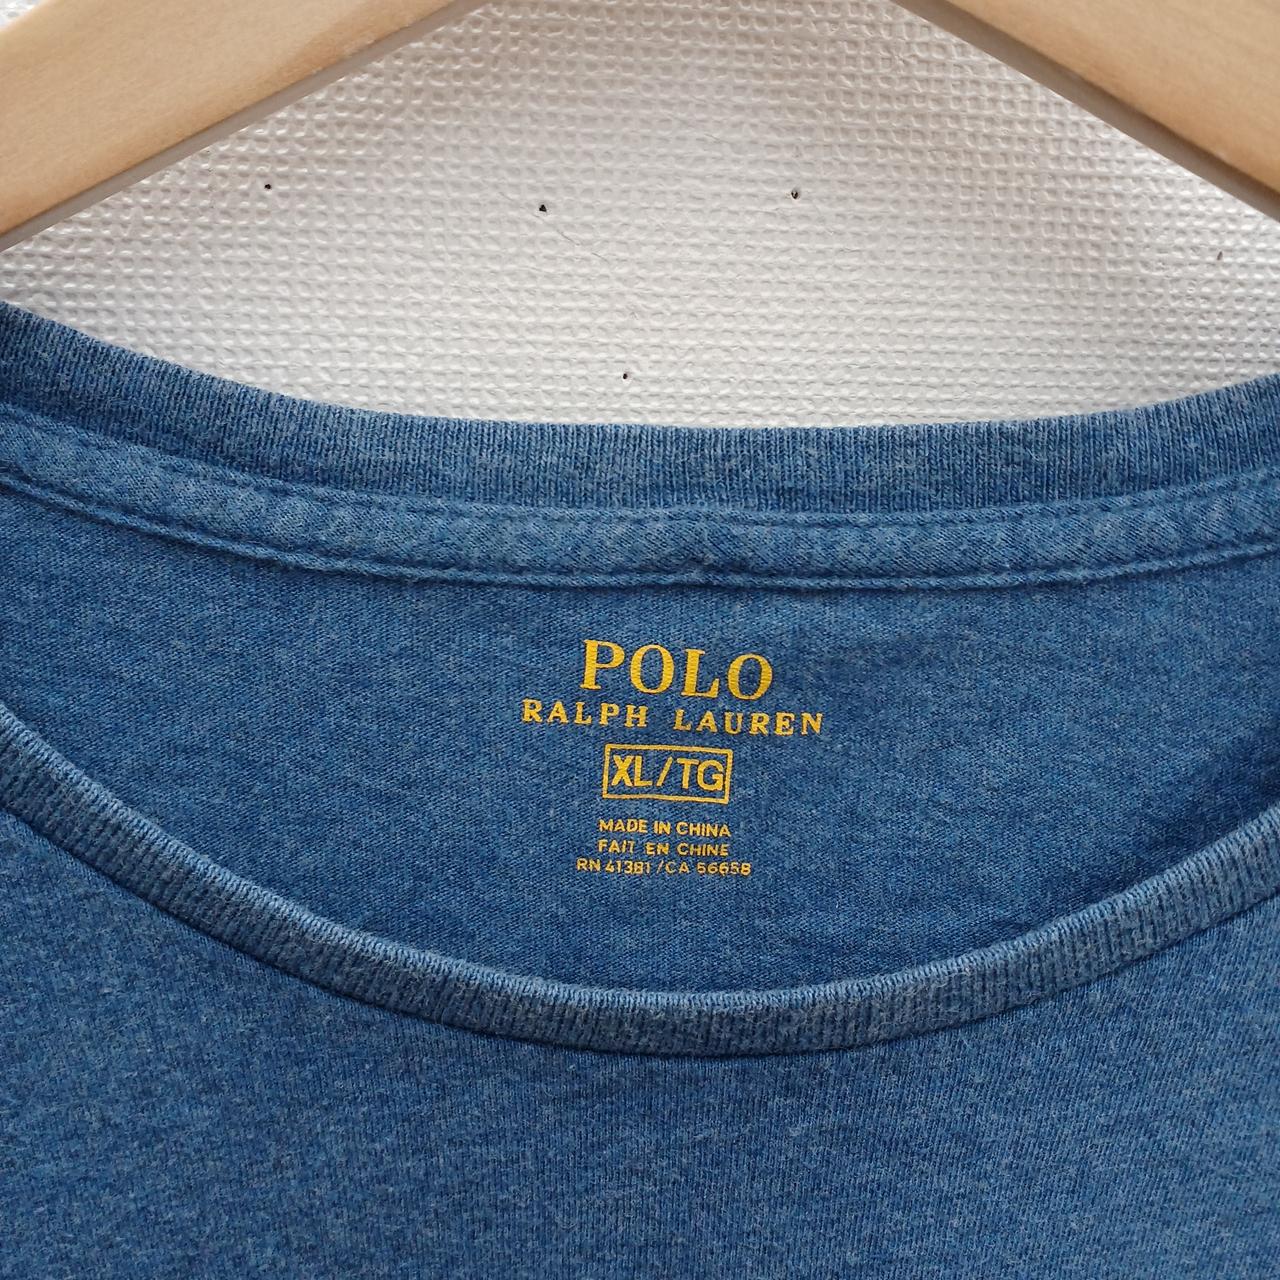 POLO
RALPH LAUREN
XL/TG
MADE IN CHINA
FAIT EN CHINE
RN 41381 /CA 56658